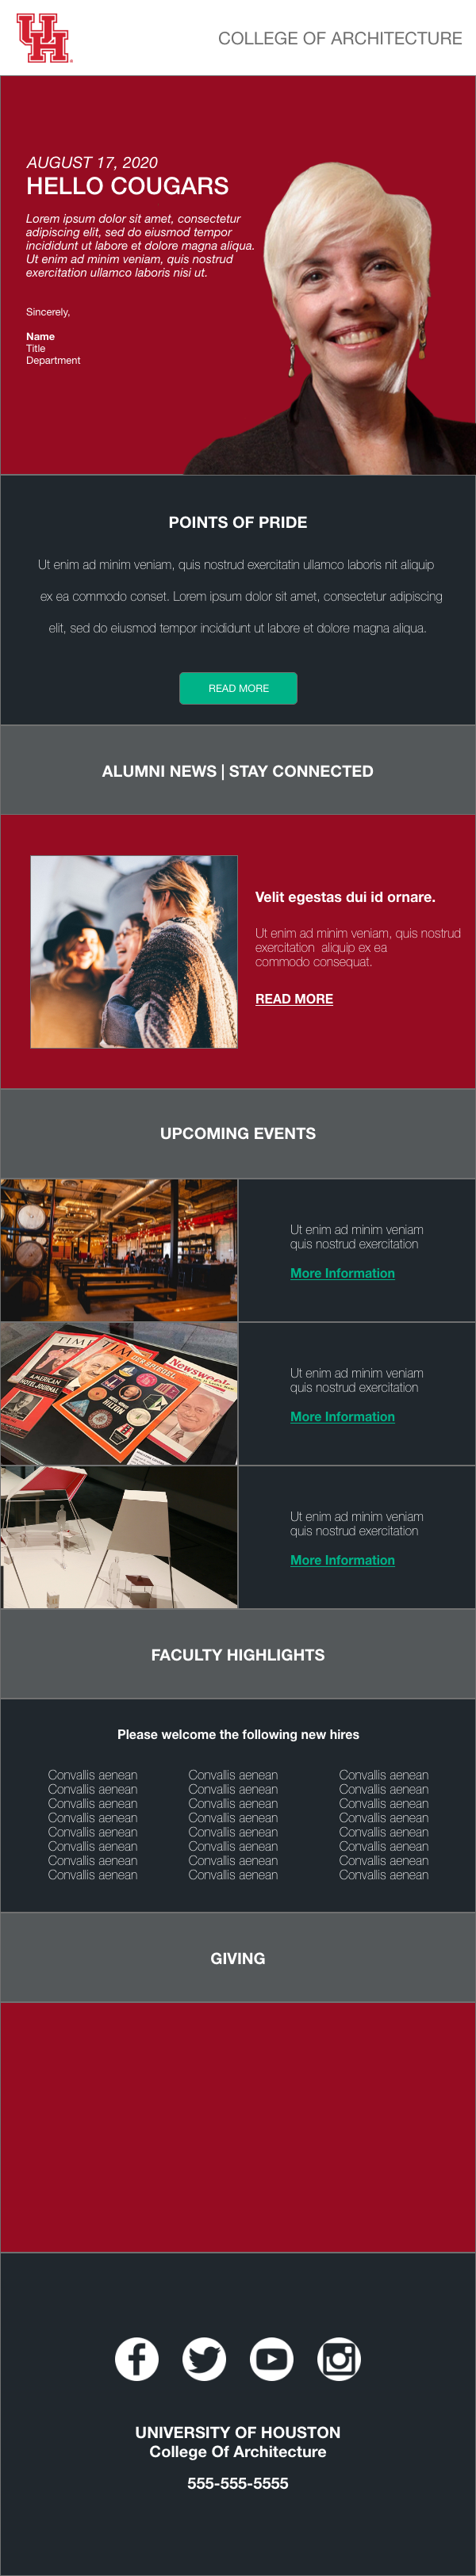 UH
COLLEGE OF ARCHITECTURE
AUGUST 17, 2020
HELLO COUGARS
Lorem ipsum dolor sit amet, consectetur
adipiscing elit, sed do eiusmod tempor
incididunt ut labore et dolore magna aliqua.
Ut enim ad minim veniam, quis nostrud
exercitation ullamco laboris nisi ut.
Sincerely,
Name
Title
Department
POINTS OF PRIDE
Ut enim ad minim veniam, quis nostrud exercitatin ullamco laboris nit aliquip
ex ea commodo conset. Lorem ipsum dolor sit amet, consectetur adipiscing
elit, sed do eiusmod tempor incididunt ut labore et dolore magna aliqua.
READ MORE
ALUMNI NEWS | STAY CONNECTED
Velit egestas dui id ornare.
Ut enim ad minim veniam, quis nostrud
exercitation aliquip ex ea
commodo consequat.
READ MORE
UPCOMING EVENTS
Ut enim ad minim veniam
quis nostrud exercitation
More Information
TIME
TIME
DER SPIEGEL
Newsweek
AMERICAN
HOTEL JOURNAL
HILTON
Ut enim ad minim veniam
quis nostrud exercitation
More Information
Ut enim ad minim veniam
quis nostrud exercitation
More Information
FACULTY HIGHLIGHTS
Please welcome the following new hires
Convallis aenean Convallis aenean Convallis aenean
Convallis aenean Convallis aenean Convallis aenean
Convallis aenean Convallis aenean Convallis aenean
Convallis aenean Convallis aenean Convallis aenean
Convallis aenean Convallis aenean Convallis aenean
Convallis aenean Convallis aenean Convallis aenean
Convallis aenean Convallis aenean Convallis aenean
Convallis aenean Convallis aenean Convallis aenean
GIVING
UNIVERSITY OF HOUSTON
College Of Architecture
555-555-5555